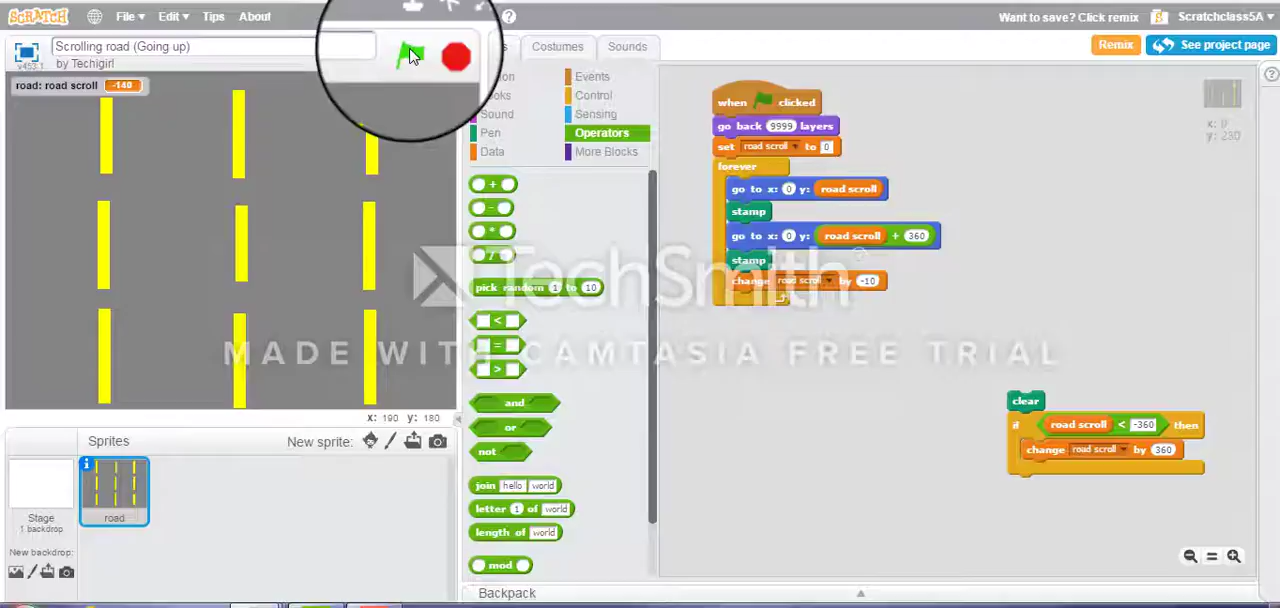 SCRATCH File Edit Tips About Want to save? Click remix Scratchclass5A
Scrolling road (Going up)
v453.1 by Techigirl
Costumes Sounds Remix See project page
road: road scroll -140
Events
Control
Sound Sensing
Pen Operators
Data More Blocks
+
-
*
/
pick random 1 to 10
<
=
>
and
or
not
join hello world
letter 1 of world
length of world
mod
when clicked
go back 9999 layers
set road scroll to 0
forever
go to x: 0 y: road scroll
stamp
go to x: 0 y: road scroll + 360
stamp
change road scroll by -10
clear
if road scroll < -360 then
change road scroll by 360
x: 0
y: 230
TechSmith
MADE WITH CAMTASIA FREE TRIAL
x: 190 y: 180
Sprites New sprite:
Stage
1 backdrop
road
New backdrop:
Backpack